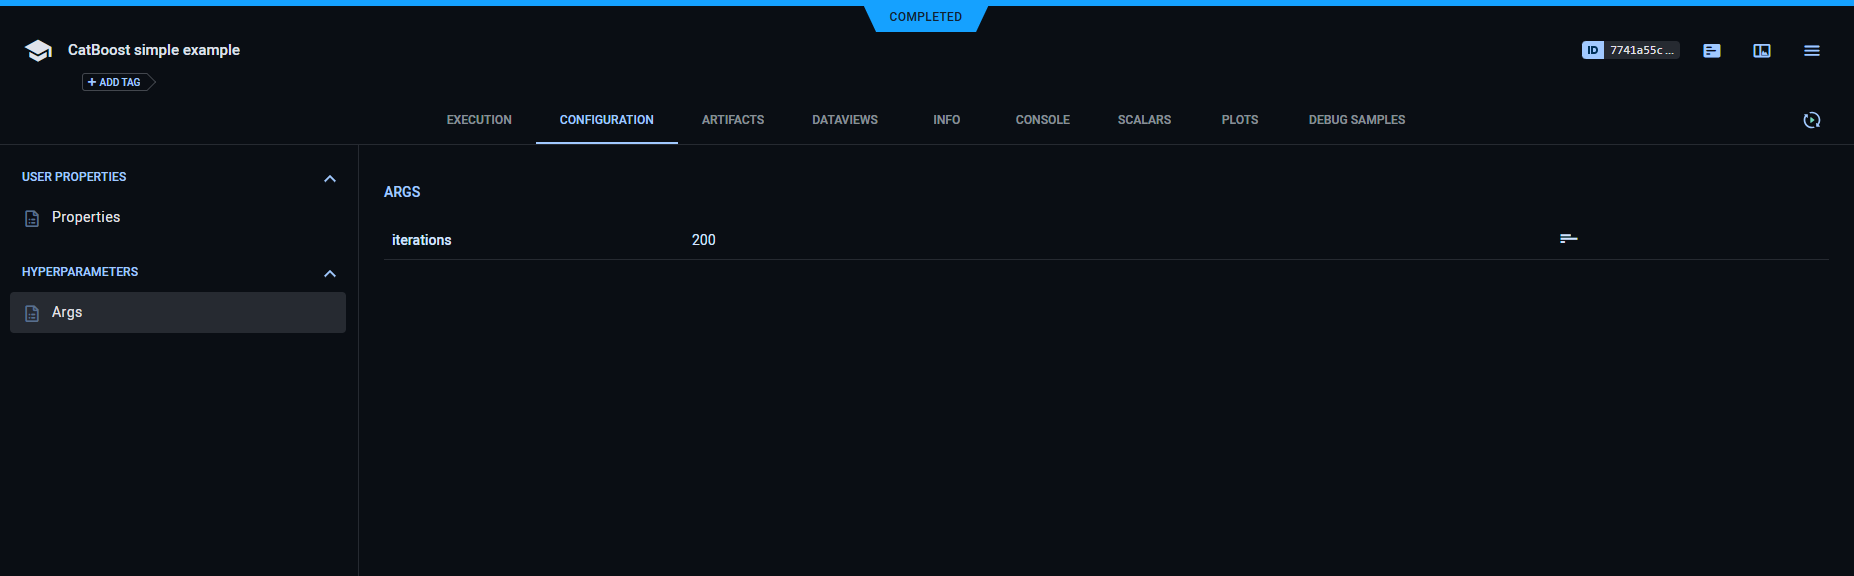 COMPLETED
CatBoost simple example
ID 7741a55c ...
+ ADD TAG
EXECUTION CONFIGURATION ARTIFACTS DATAVIEWS INFO CONSOLE SCALARS PLOTS DEBUG SAMPLES
USER PROPERTIES
Properties
HYPERPARAMETERS
Args
ARGS
iterations 200